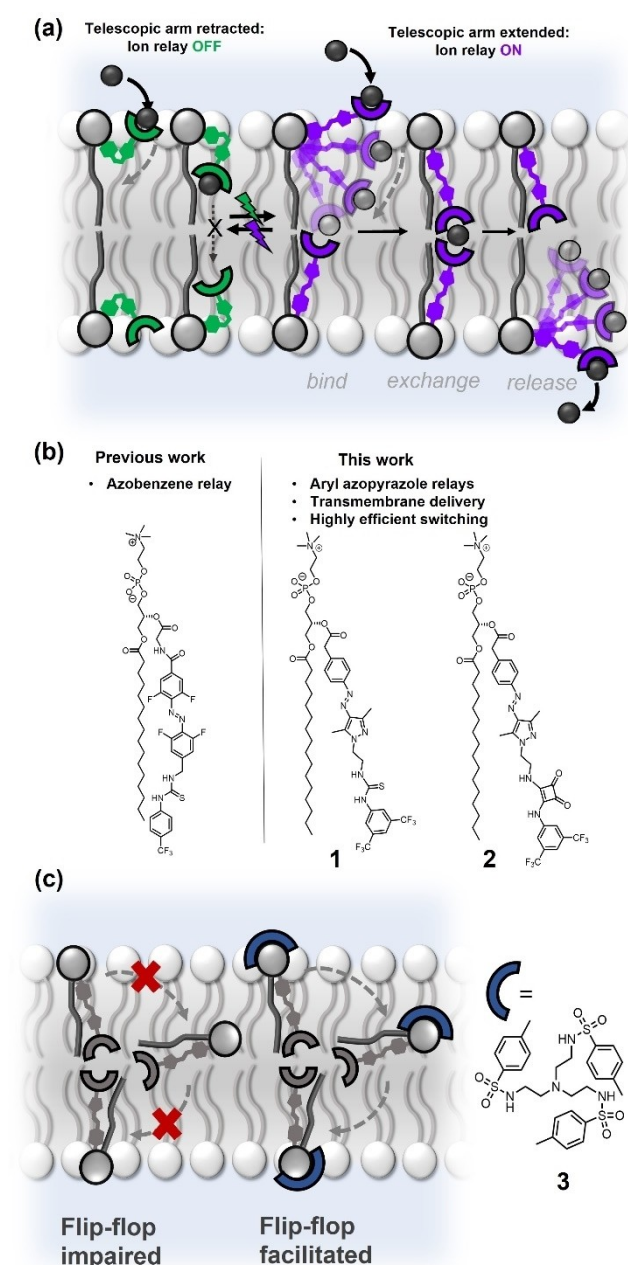 (a)
Telescopic arm retracted:
Ion relay OFF
Telescopic arm extended:
Ion relay ON
X
bind
exchange
release
(b)
Previous work
• Azobenzene relay
This work
• Aryl azopyrazole relays
• Transmembrane delivery
• Highly efficient switching
1
2
(c)
Flip-flop
impaired
Flip-flop
facilitated
=
3